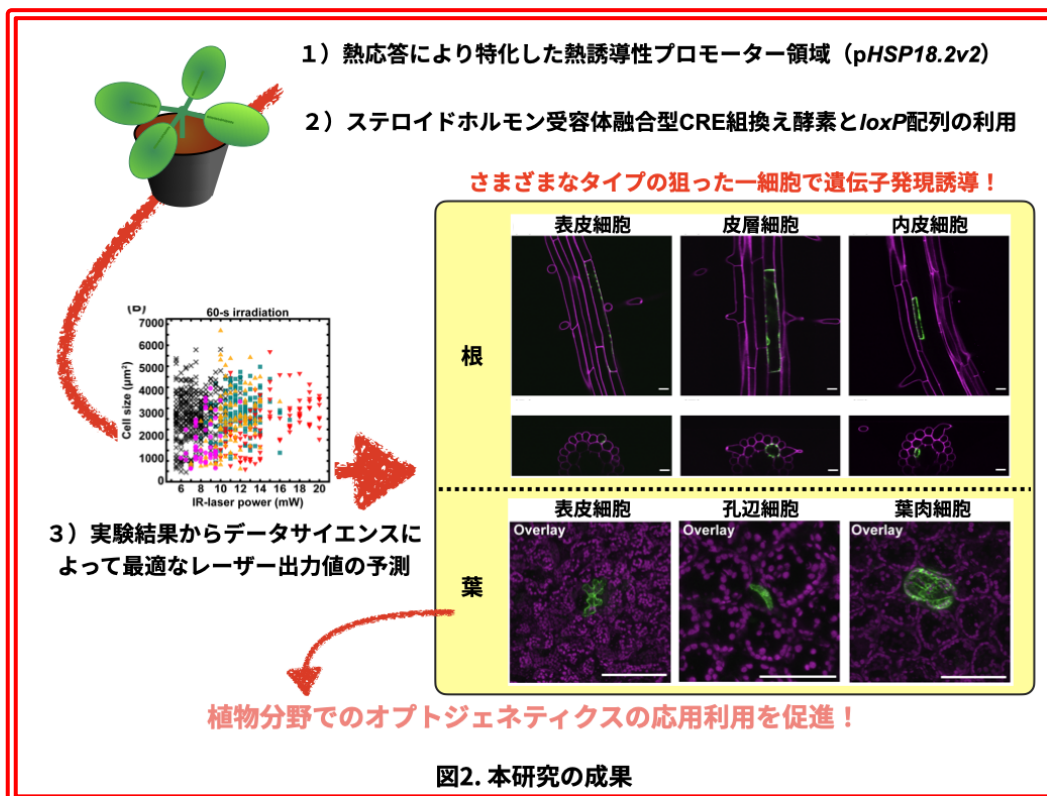 1）熱応答により特化した熱誘導性プロモーター領域（pHSP18.2v2）
2）ステロイドホルモン受容体融合型CRE組換え酵素とloxP配列の利用
さまざまなタイプの狙った一細胞で遺伝子発現誘導！
表皮細胞
皮層細胞
内皮細胞
根
60-s irradiation
7000
6000
5000
4000
3000
2000
1000
0
Cell size (μm²)
6 8 10 12 14 16 18 20
IR-laser power (mW)
3）実験結果からデータサイエンスに
よって最適なレーザー出力値の予測
表皮細胞
孔辺細胞
葉肉細胞
Overlay
Overlay
Overlay
葉
植物分野でのオプトジェネティクスの応用利用を促進！
図2. 本研究の成果